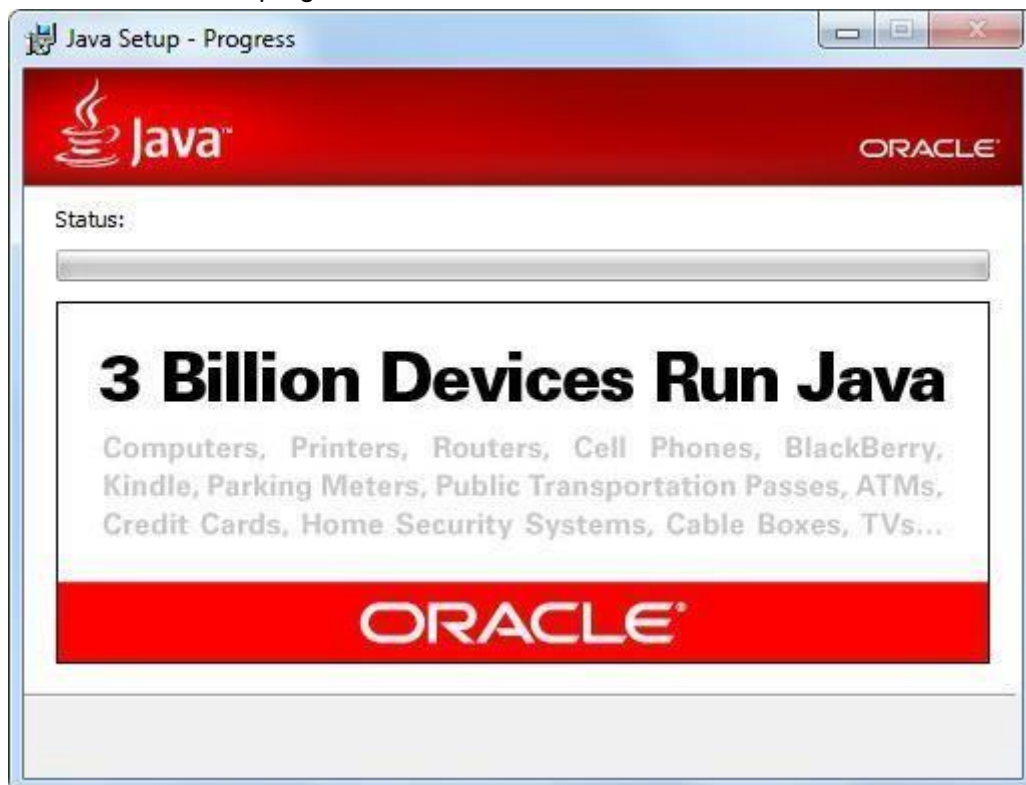 Java Setup - Progress
Java™
ORACLE®
Status:
3 Billion Devices Run Java
Computers, Printers, Routers, Cell Phones, BlackBerry,
Kindle, Parking Meters, Public Transportation Passes, ATMs,
Credit Cards, Home Security Systems, Cable Boxes, TVs...
ORACLE®